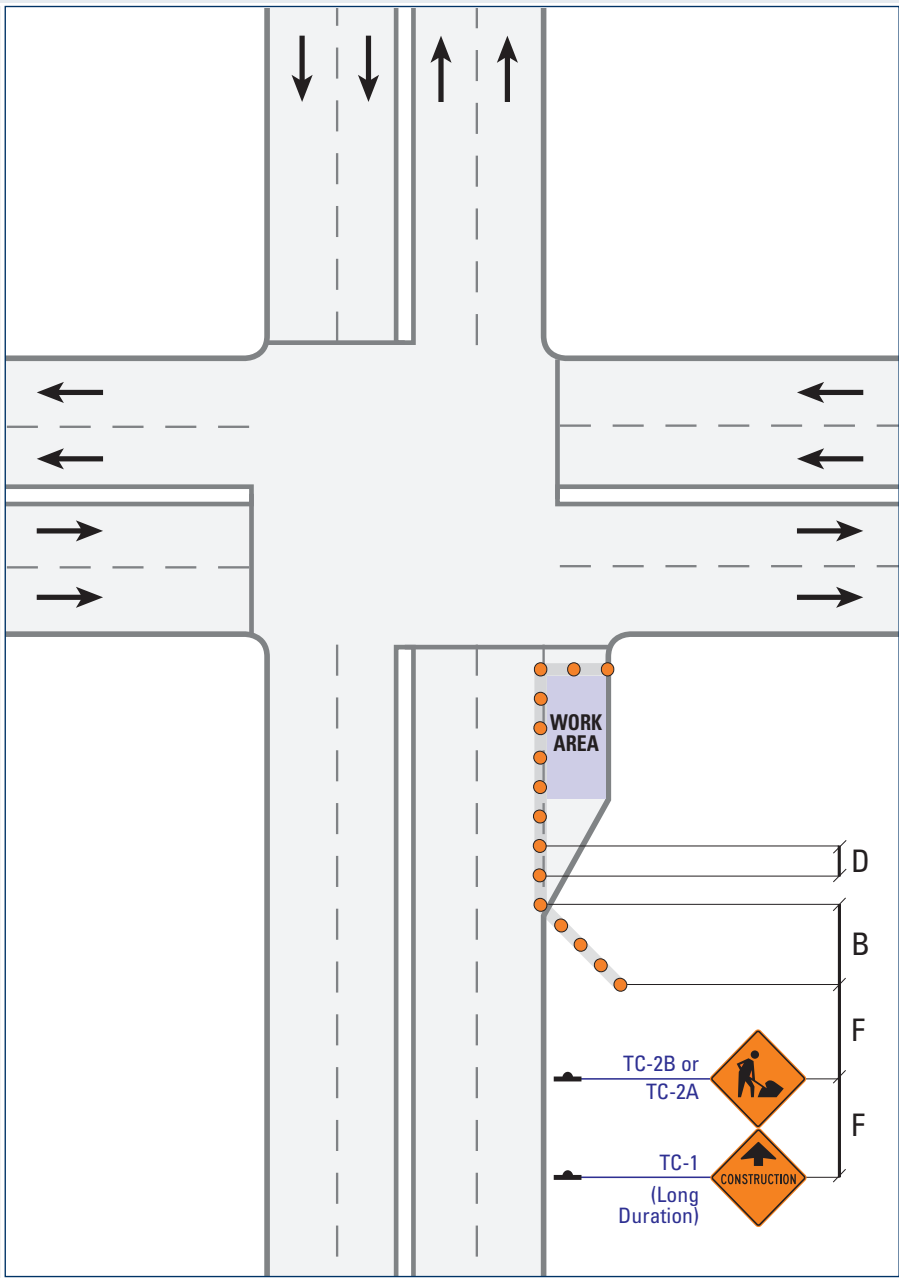 WORK
AREA
D
B
F
TC-2B or
TC-2A
F
TC-1
(Long
Duration)
CONSTRUCTION